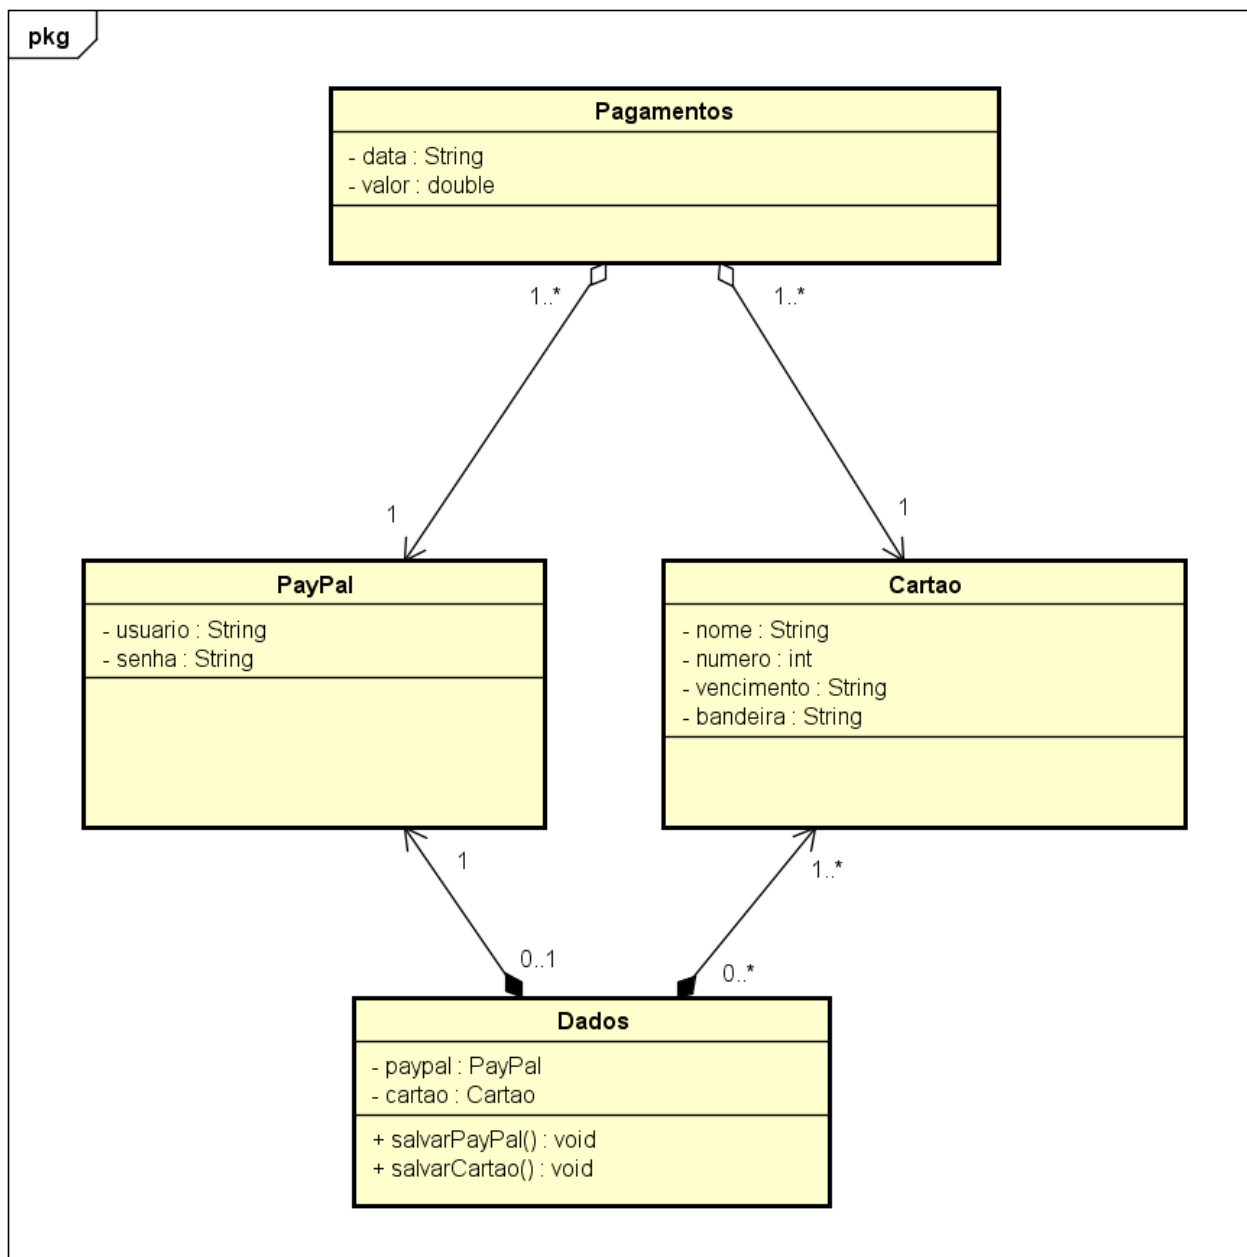 pkg
Pagamentos
- data : String
- valor : double
1..*
1..*
1
1
PayPal
- usuario : String
- senha : String
Cartao
- nome : String
- numero : int
- vencimento : String
- bandeira : String
1
1..*
0..1
0..*
Dados
- paypal : PayPal
- cartao : Cartao
+ salvarPayPal() : void
+ salvarCartao() : void